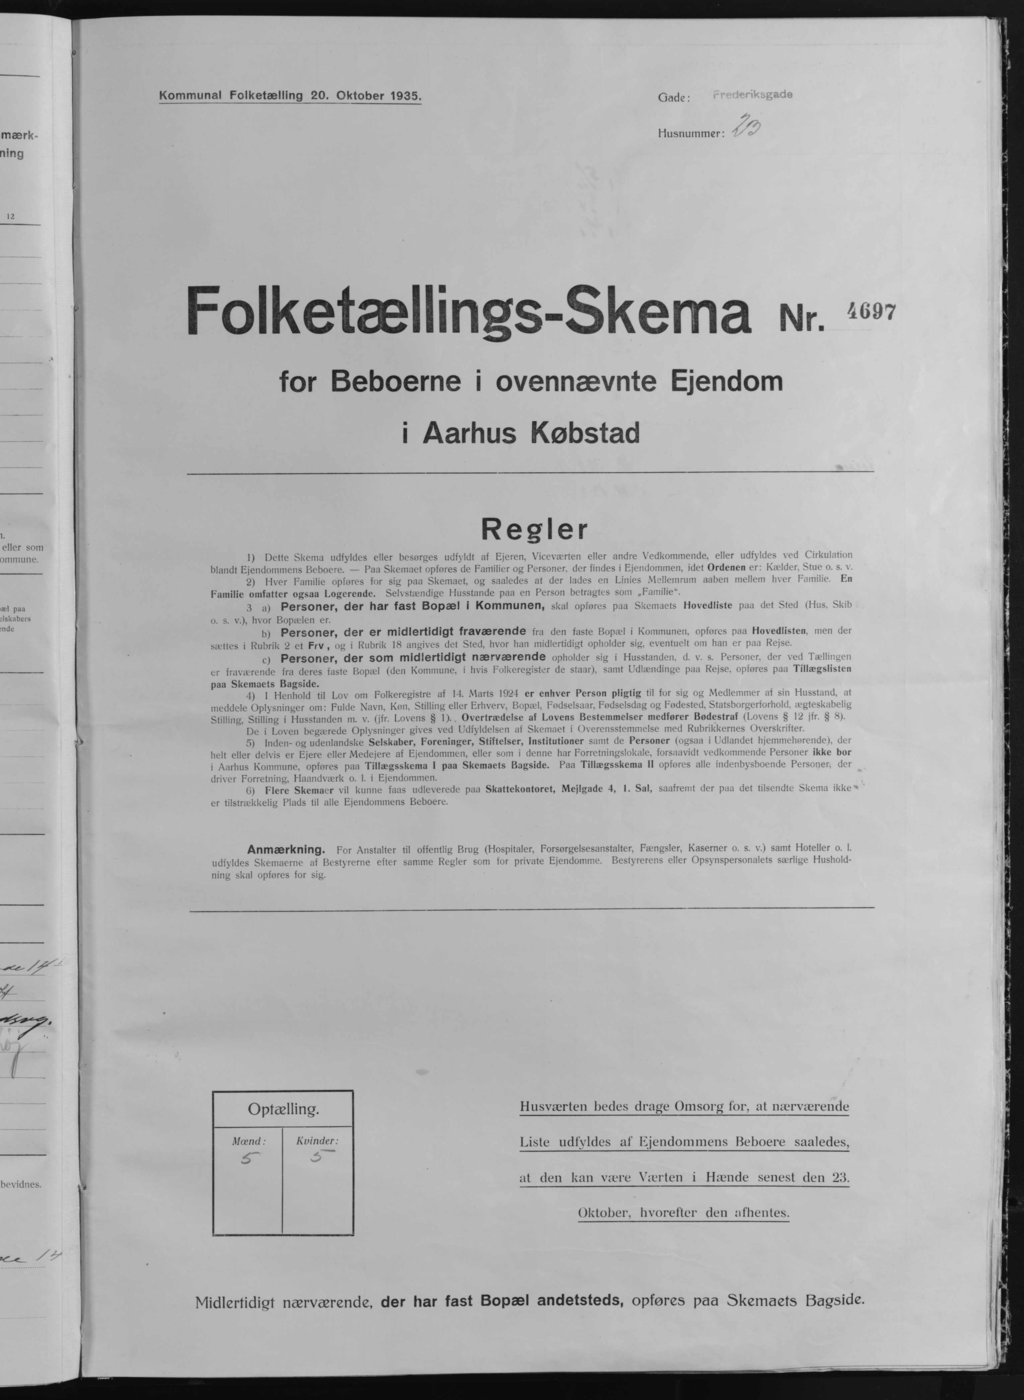 Kommunal Folketælling 20. Oktober 1935.
Gade: Frederiksgade
Husnummer: 23
mærk-
ning
12
Folketællings-Skema Nr. 4697
for Beboerne i ovennævnte Ejendom
i Aarhus Købstad
Regler
1) Dette Skema udfyldes eller besørges udfyldt af Ejeren, Viceværten eller andre Vedkommende, eller udfyldes ved Cirkulation
blandt Ejendommens Beboere. — Paa Skemaet opføres de Familier og Personer, der findes i Ejendommen, idet Ordenen er: Kælder, Stue o. s. v.
2) Hver Familie opføres for sig paa Skemaet, og saaledes at der lades en Linies Mellemrum aaben mellem hver Familie. En
Familie omfatter ogsaa Logerende. Selvstændige Husstande paa en Person betragtes som „Familie“.
3 a) Personer, der har fast Bopæl i Kommunen, skal opføres paa Skemaets Hovedliste paa det Sted (Hus, Skib
o. s. v.), hvor Bopælen er.
b) Personer, der er midlertidigt fraværende fra den faste Bopæl i Kommunen, opføres paa Hovedlisten, men der
sættes i Rubrik 2 et Frv, og i Rubrik 18 angives det Sted, hvor han midlertidigt opholder sig, eventuelt om han er paa Rejse.
c) Personer, der som midlertidigt nærværende opholder sig i Husstanden, d. v. s. Personer, der ved Tællingen
er fraværende fra deres faste Bopæl (den Kommune, i hvis Folkeregister de staar), samt Udlændinge paa Rejse, opføres paa Tillægslisten
paa Skemaets Bagside.
4) I Henhold til Lov om Folkeregistre af 14. Marts 1924 er enhver Person pligtig til for sig og Medlemmer af sin Husstand, at
meddele Oplysninger om: Fulde Navn, Køn, Stilling eller Erhverv, Bopæl, Fødselsaar, Fødselsdag og Fødested, Statsborgerforhold, ægteskabelig
Stilling, Stilling i Husstanden m. v. (jfr. Lovens § 1). Overtrædelse af Lovens Bestemmelser medfører Bødestraf (Lovens § 12 jfr. § 8).
De i Loven begærede Oplysninger gives ved Udfyldelsen af Skemaet i Overensstemmelse med Rubrikkernes Overskrifter.
5) Inden- og udenlandske Selskaber, Foreninger, Stiftelser, Institutioner samt de Personer (ogsaa i Udlandet hjemmehørende), der
helt eller delvis er Ejere eller Medejere af Ejendommen, eller som i denne har Forretningslokale, forsaavidt vedkommende Personer ikke bor
i Aarhus Kommune, opføres paa Tillægsskema I paa Skemaets Bagside. Paa Tillægsskema II opføres alle indenbysboende Personer, der
driver Forretning, Haandværk o. l. i Ejendommen.
6) Flere Skemaer vil kunne faas udleverede paa Skattekontoret, Mejlgade 4, 1. Sal, saafremt der paa det tilsendte Skema ikke
er tilstrækkelig Plads til alle Ejendommens Beboere.
Anmærkning. For Anstalter til offentlig Brug (Hospitaler, Forsørgelsesanstalter, Fængsler, Kaserner o. s. v.) samt Hoteller o. l.
udfyldes Skemaerne af Bestyrerne efter samme Regler som for private Ejendomme. Bestyrerens eller Opsynspersonalets særlige Hushold-
ning skal opføres for sig.
eller som
ommune.
æl paa
elskabers
ende
bevidnes.
Optælling.
Mænd: Kvinder:
5 5
Husværten bedes drage Omsorg for, at nærværende
Liste udfyldes af Ejendommens Beboere saaledes,
at den kan være Værten i Hænde senest den 23.
Oktober, hvorefter den afhentes.
Midlertidigt nærværende, der har fast Bopæl andetsteds, opføres paa Skemaets Bagside.